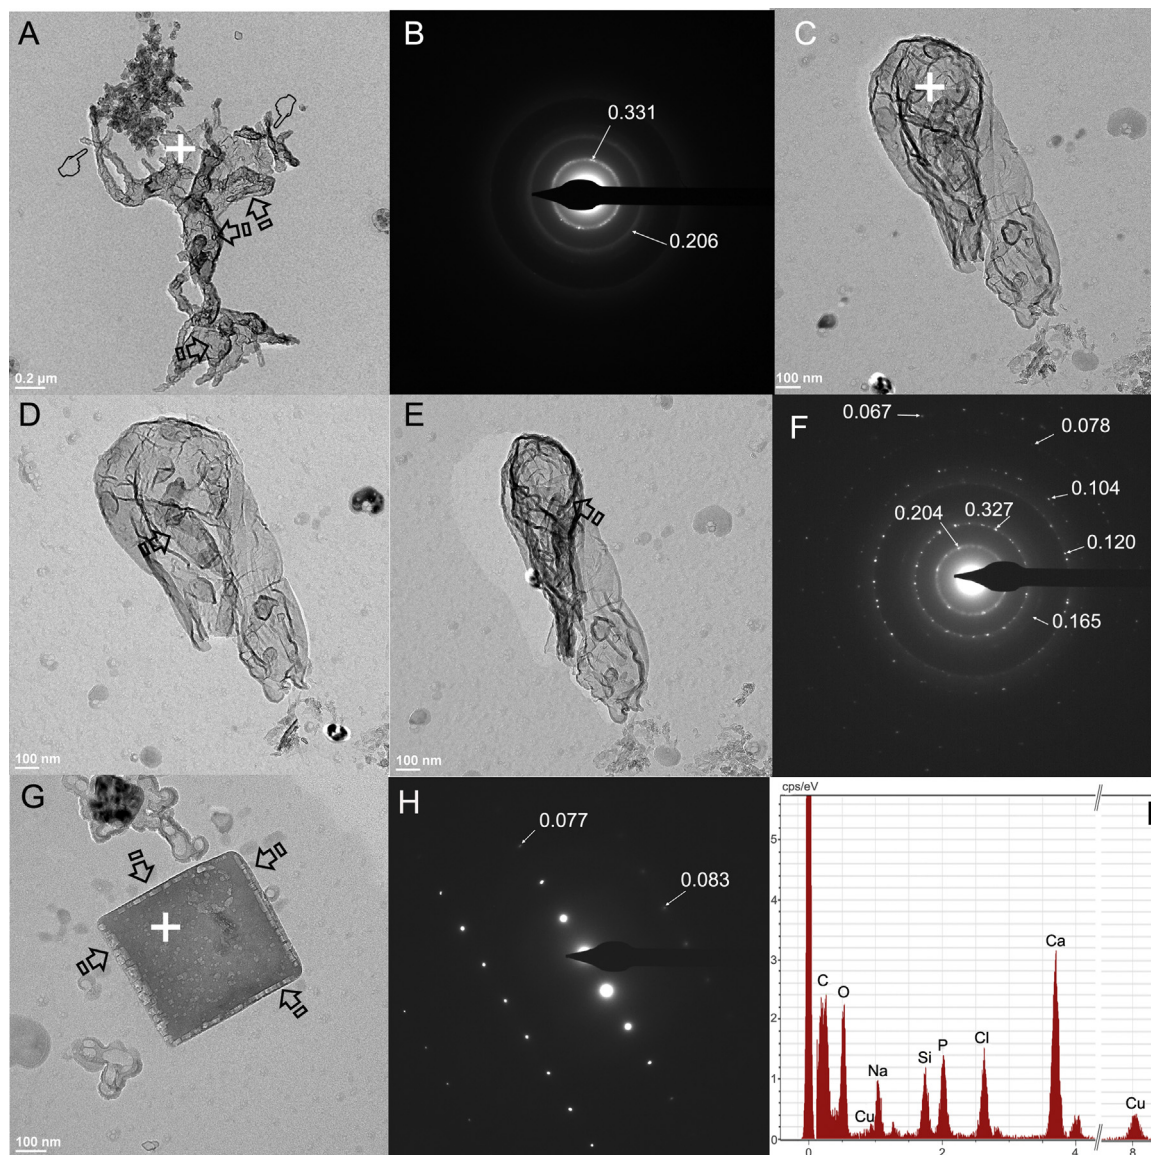 A
0.2 µm
B
0.331
0.206
C
100 nm
D
100 nm
E
100 nm
F
0.067
0.078
0.104
0.204
0.327
0.120
0.165
G
100 nm
H
0.077
0.083
cps/eV
I
5
4
3
2
1
0
C
O
Na
Cu
Si
P
Cl
Ca
Cu
0
2
4
8